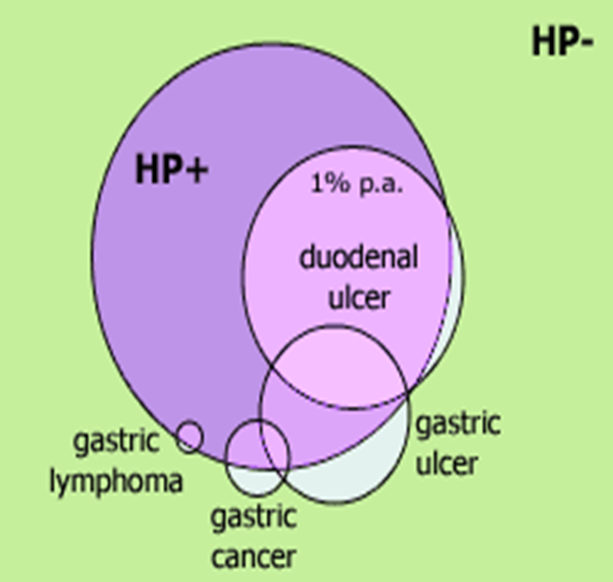 HP-
HP+
1% p.a.
duodenal
ulcer
gastric
ulcer
gastric
lymphoma
gastric
cancer